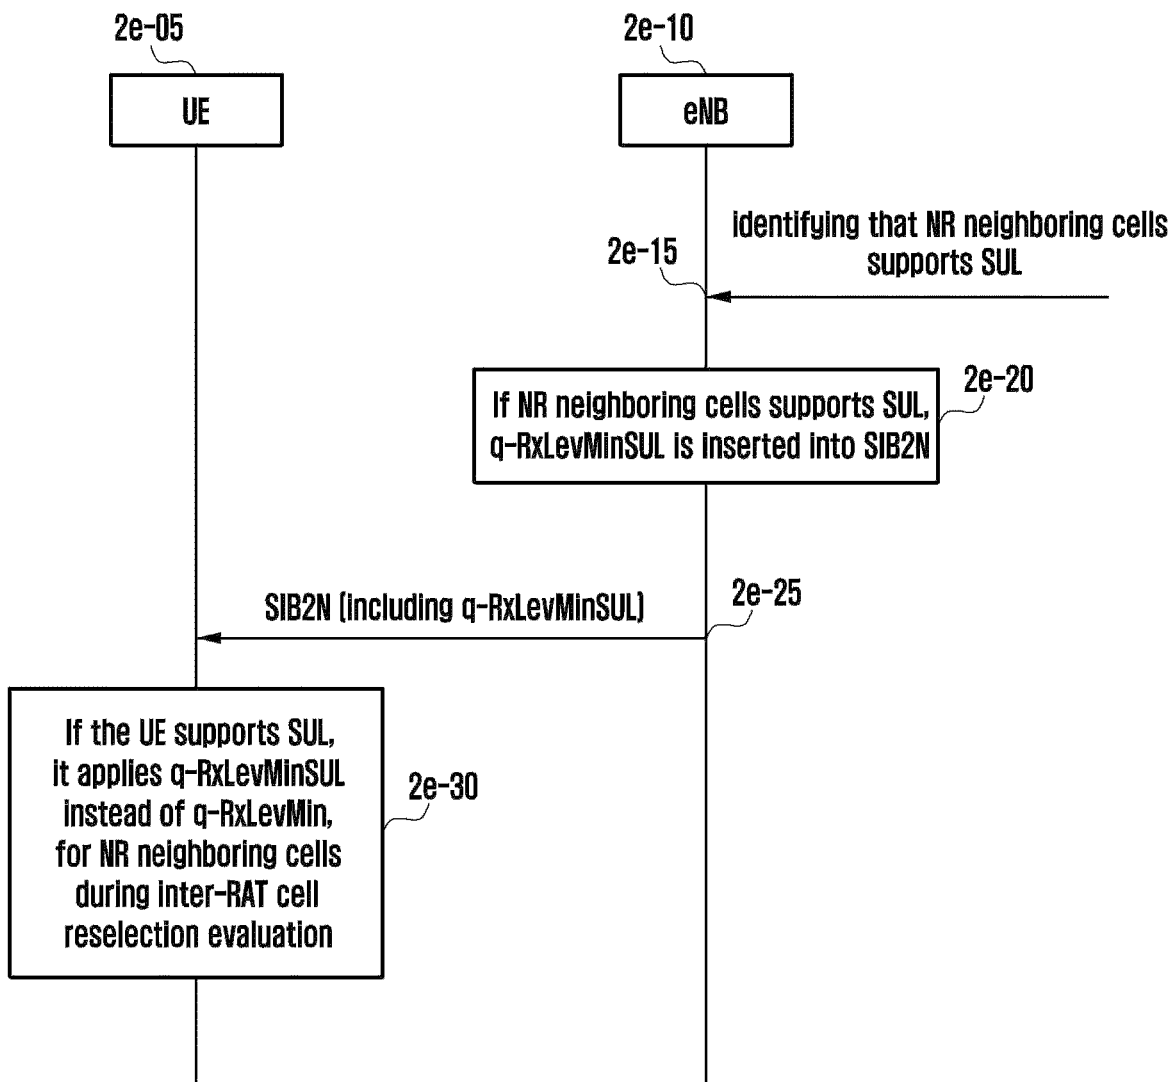 2e-05
2e-10
UE
eNB
identifying that NR neighboring cells
supports SUL
2e-15
2e-20
If NR neighboring cells supports SUL,
q-RxLevMinSUL is inserted into SIB2N
2e-25
SIB2N (including q-RxLevMinSUL)
If the UE supports SUL,
it applies q-RxLevMinSUL
instead of q-RxLevMin,
for NR neighboring cells
during inter-RAT cell
reselection evaluation
2e-30